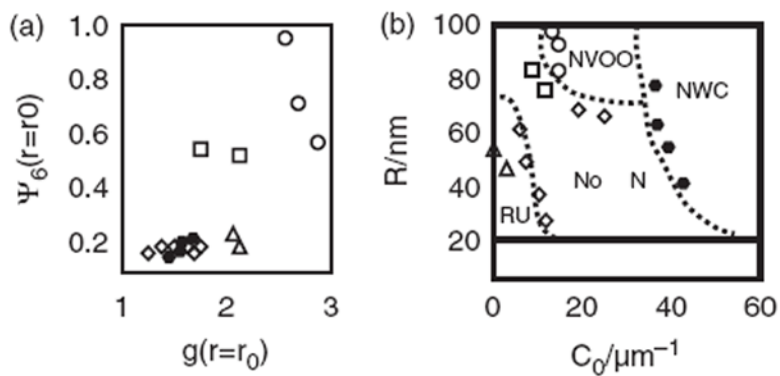 (a)
Ψ₆(r=r0)
1.0
0.8
0.6
0.4
0.2
1 2 3
g(r=r₀)
(b)
R/nm
100
80
60
40
20
0 20 40 60
C₀/μm⁻¹
NVOO
NWC
No N
RU